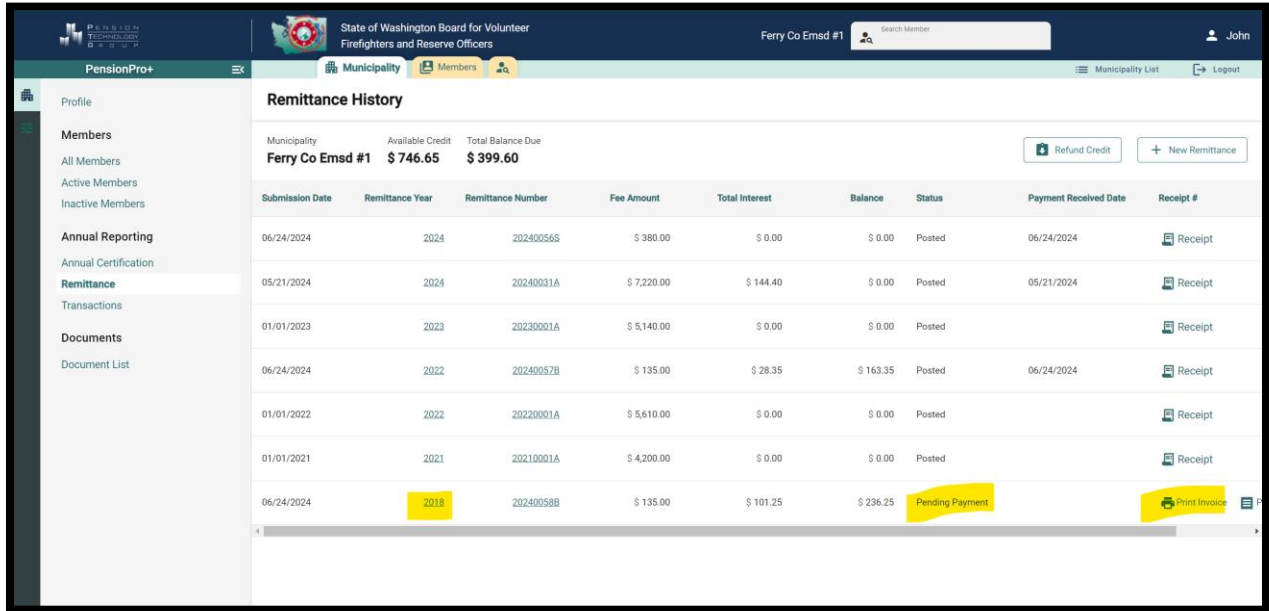 PENSION
TECHNOLOGY
GROUP
State of Washington Board for Volunteer
Firefighters and Reserve Officers
Ferry Co Emsd #1
Search Member
John
PensionPro+
Municipality
Members
Municipality List
Logout
Profile
Members
All Members
Active Members
Inactive Members
Annual Reporting
Annual Certification
Remittance
Transactions
Documents
Document List
Remittance History
Municipality Available Credit Total Balance Due
Ferry Co Emsd #1 $ 746.65 $ 399.60
Refund Credit
+ New Remittance
Submission Date Remittance Year Remittance Number Fee Amount Total Interest Balance Status Payment Received Date Receipt #
06/24/2024 2024 20240056S $ 380.00 $ 0.00 $ 0.00 Posted 06/24/2024 Receipt
05/21/2024 2024 20240031A $ 7,220.00 $ 144.40 $ 0.00 Posted 05/21/2024 Receipt
01/01/2023 2023 20230001A $ 5,140.00 $ 0.00 $ 0.00 Posted Receipt
06/24/2024 2022 20240057B $ 135.00 $ 28.35 $ 163.35 Posted 06/24/2024 Receipt
01/01/2022 2022 20220001A $ 5,610.00 $ 0.00 $ 0.00 Posted Receipt
01/01/2021 2021 20210001A $ 4,200.00 $ 0.00 $ 0.00 Posted Receipt
06/24/2024 2018 20240058B $ 135.00 $ 101.25 $ 236.25 Pending Payment Print Invoice P